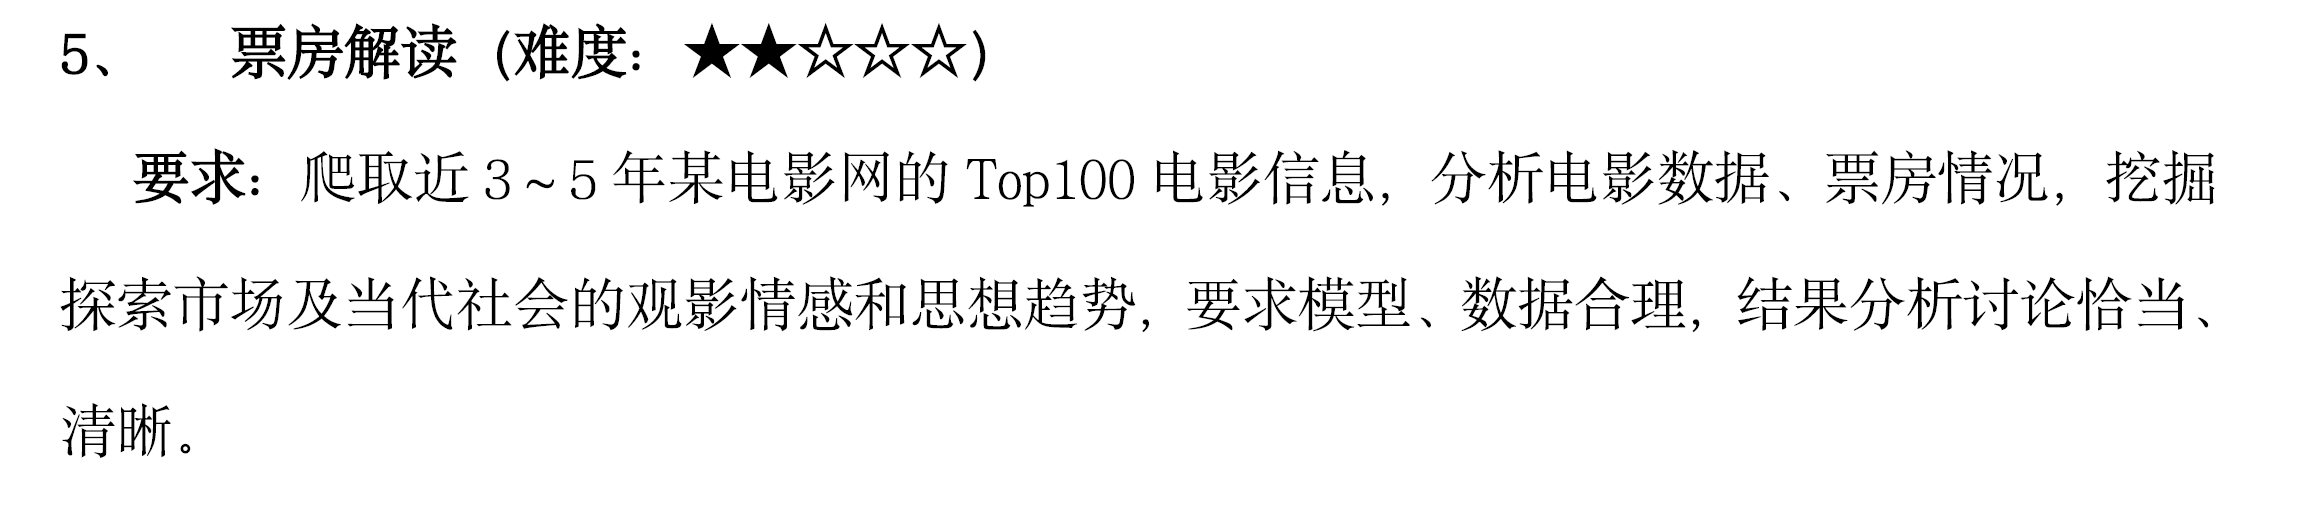 5、 票房解读（难度：★★☆☆☆）
要求：爬取近 3～5 年某电影网的 Top100 电影信息，分析电影数据、票房情况，挖掘
探索市场及当代社会的观影情感和思想趋势，要求模型、数据合理，结果分析讨论恰当、
清晰。